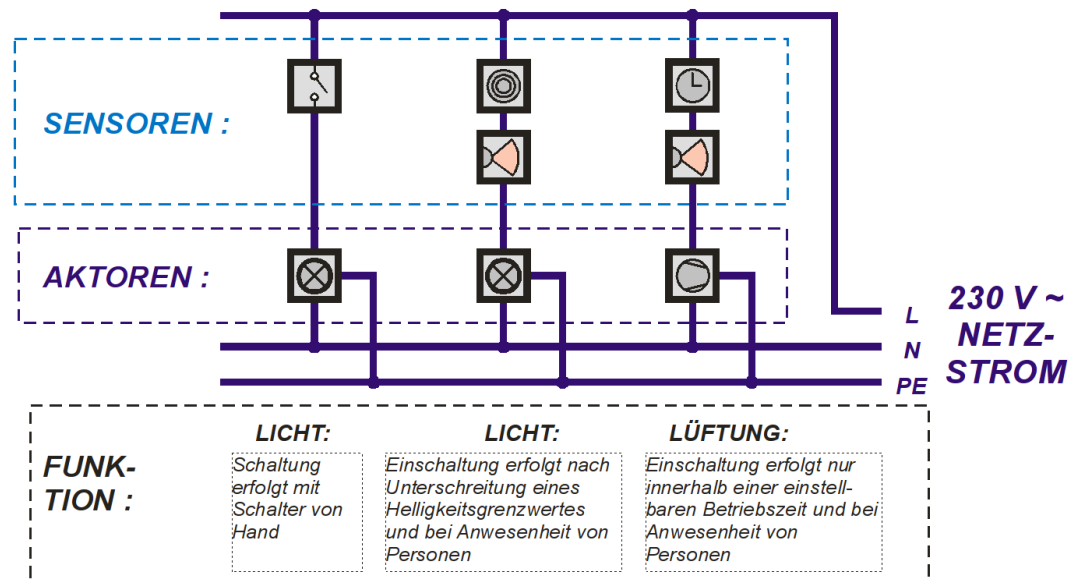 SENSOREN :
AKTOREN :
L
N
PE
230 V ~
NETZ-
STROM
FUNK-
TION :
LICHT:
Schaltung
erfolgt mit
Schalter von
Hand
LICHT:
Einschaltung erfolgt nach
Unterschreitung eines
Helligkeitsgrenzwertes
und bei Anwesenheit von
Personen
LÜFTUNG:
Einschaltung erfolgt nur
innerhalb einer einstell-
baren Betriebszeit und bei
Anwesenheit von
Personen